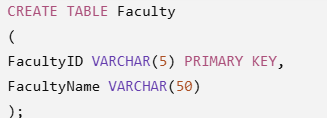 CREATE TABLE Faculty
(
FacultyID VARCHAR(5) PRIMARY KEY,
FacultyName VARCHAR(50)
);